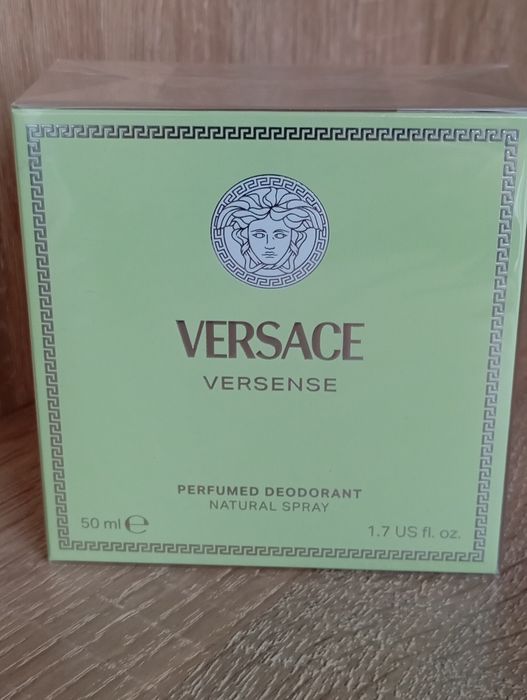 VERSACE
VERSENSE
PERFUMED DEODORANT
NATURAL SPRAY
50 ml ℮
1.7 US fl. oz.